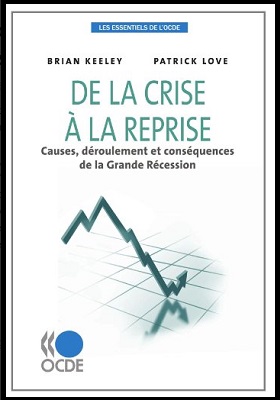 LES ESSENTIELS DE L'OCDE
BRIAN KEELEY PATRICK LOVE
DE LA CRISE
À LA REPRISE
Causes, déroulement et conséquences
de la Grande Récession
OCDE